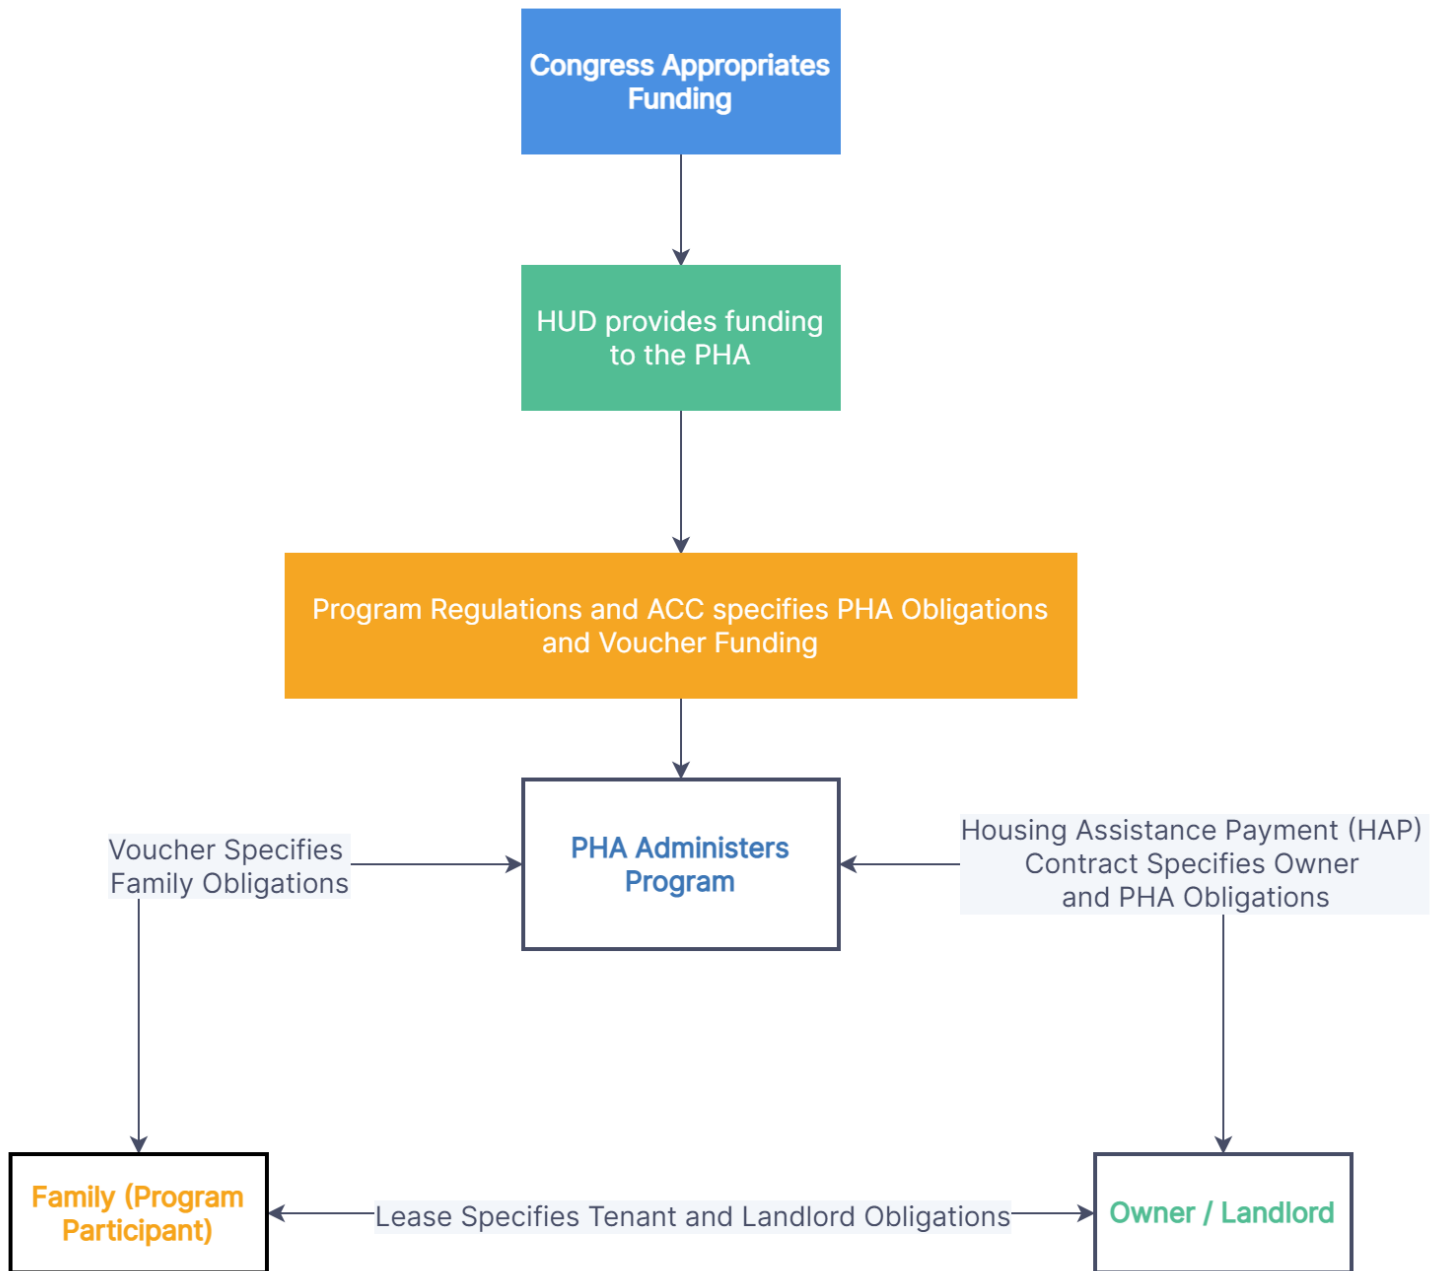 Congress Appropriates
Funding
HUD provides funding
to the PHA
Program Regulations and ACC specifies PHA Obligations
and Voucher Funding
PHA Administers
Program
Voucher Specifies
Family Obligations
Housing Assistance Payment (HAP)
Contract Specifies Owner
and PHA Obligations
Family (Program
Participant)
Lease Specifies Tenant and Landlord Obligations
Owner / Landlord